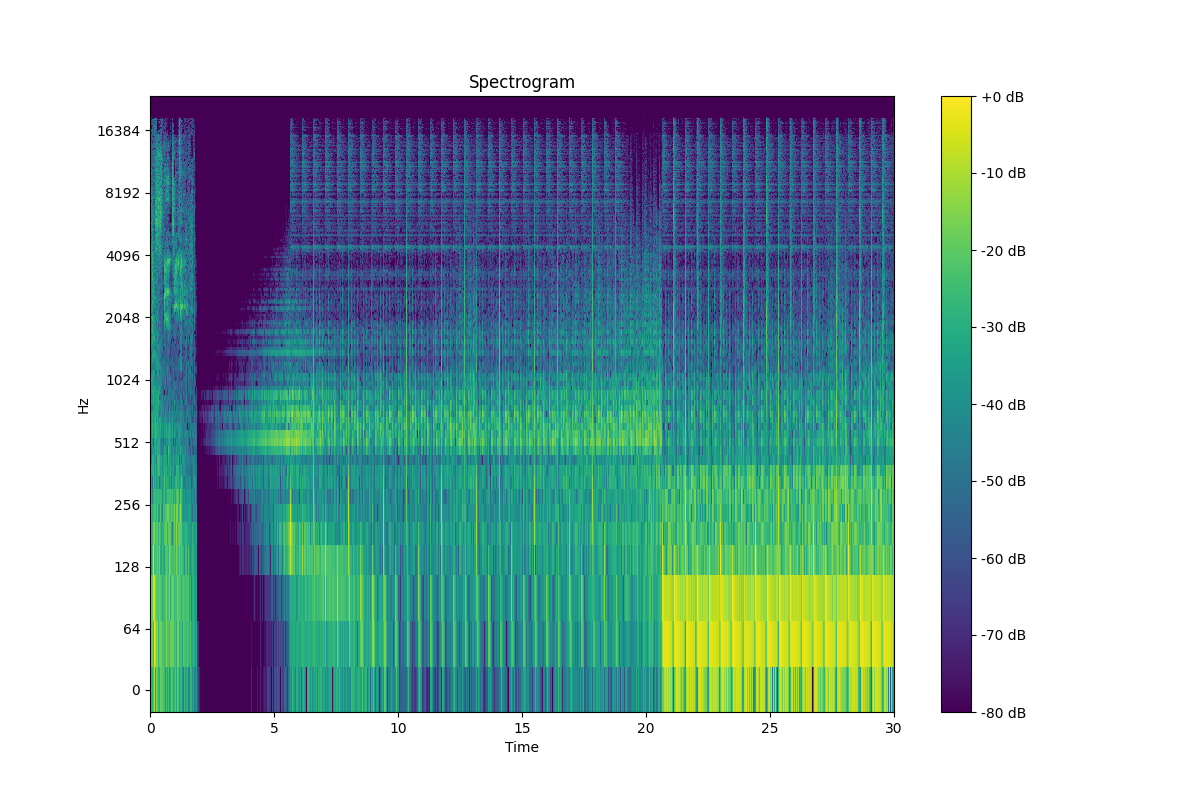 Spectrogram
Hz
16384
8192
4096
2048
1024
512
256
128
64
0
0 5 10 15 20 25 30
Time
+0 dB
-10 dB
-20 dB
-30 dB
-40 dB
-50 dB
-60 dB
-70 dB
-80 dB